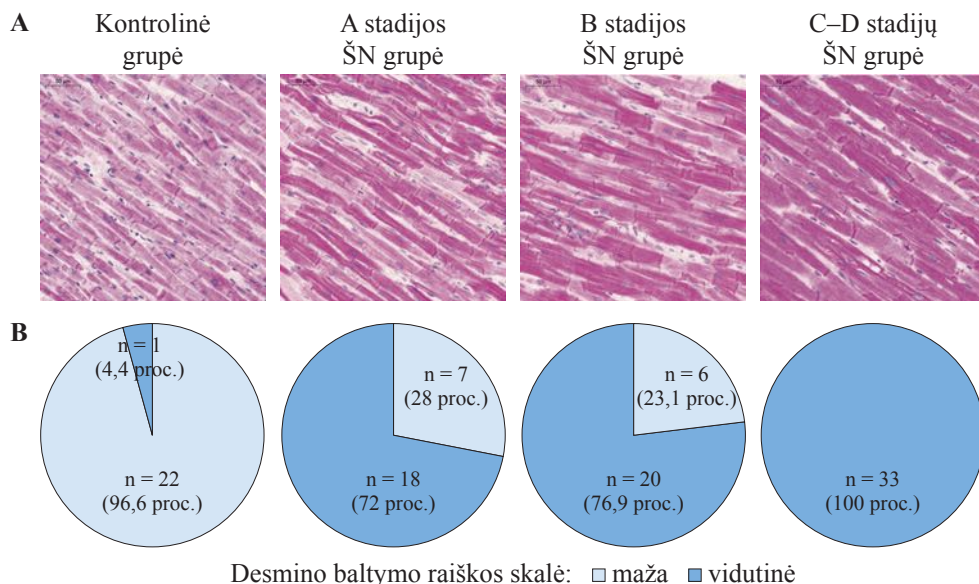 A
Kontrolinė
grupė
A stadijos
ŠN grupė
B stadijos
ŠN grupė
C–D stadijų
ŠN grupė
B
n = 1
(4,4 proc.)
n = 22
(96,6 proc.)
n = 7
(28 proc.)
n = 18
(72 proc.)
n = 6
(23,1 proc.)
n = 20
(76,9 proc.)
n = 33
(100 proc.)
Desmino baltymo raiškos skalė: maža vidutinė